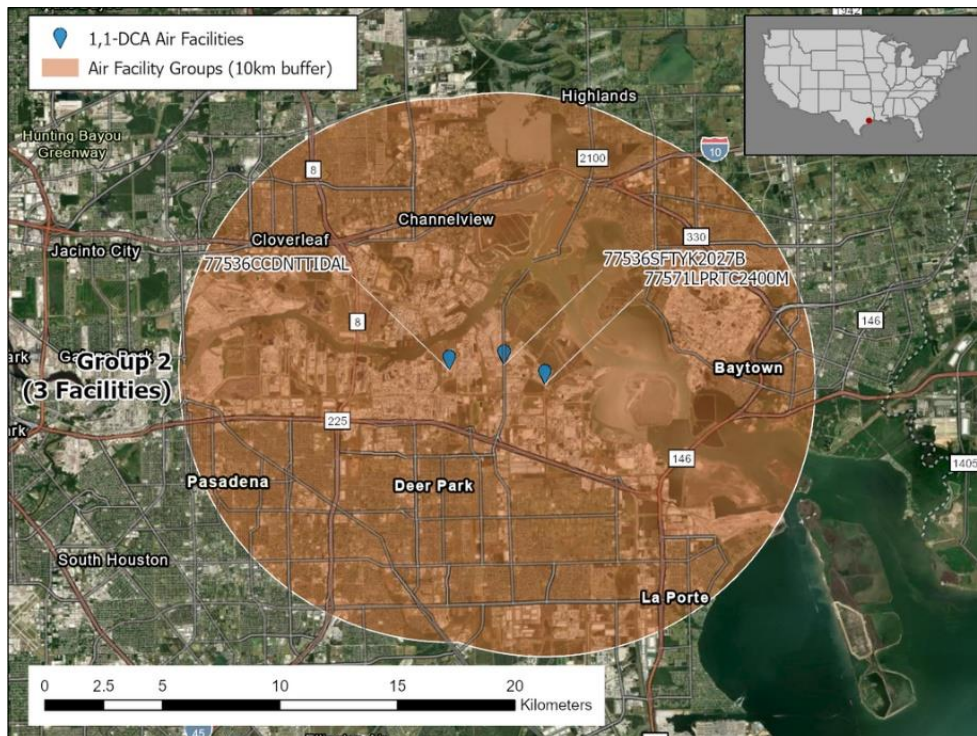 1,1-DCA Air Facilities
Air Facility Groups (10km buffer)
Highlands
Hunting Bayou
Greenway
8
2100
10
Channelview
330
Jacinto City
Cloverleaf
77536CCDNTTIDAL
77536SFTYK2027B
77571LPRTC2400M
146
8
Group 2
(3 Facilities)
Baytown
225
146
1405
Pasadena
Deer Park
South Houston
La Porte
0 2.5 5 10 15 20
Kilometers
45